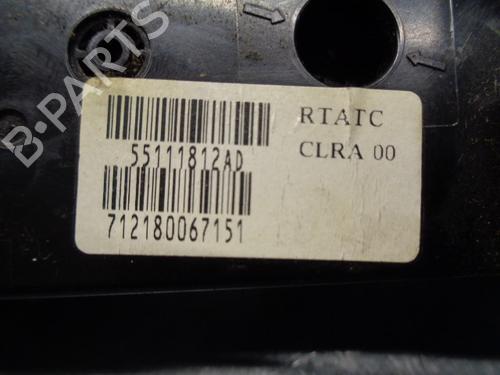 B-PARTS
RTATC
CLRA 00
55111812AD
712180067151